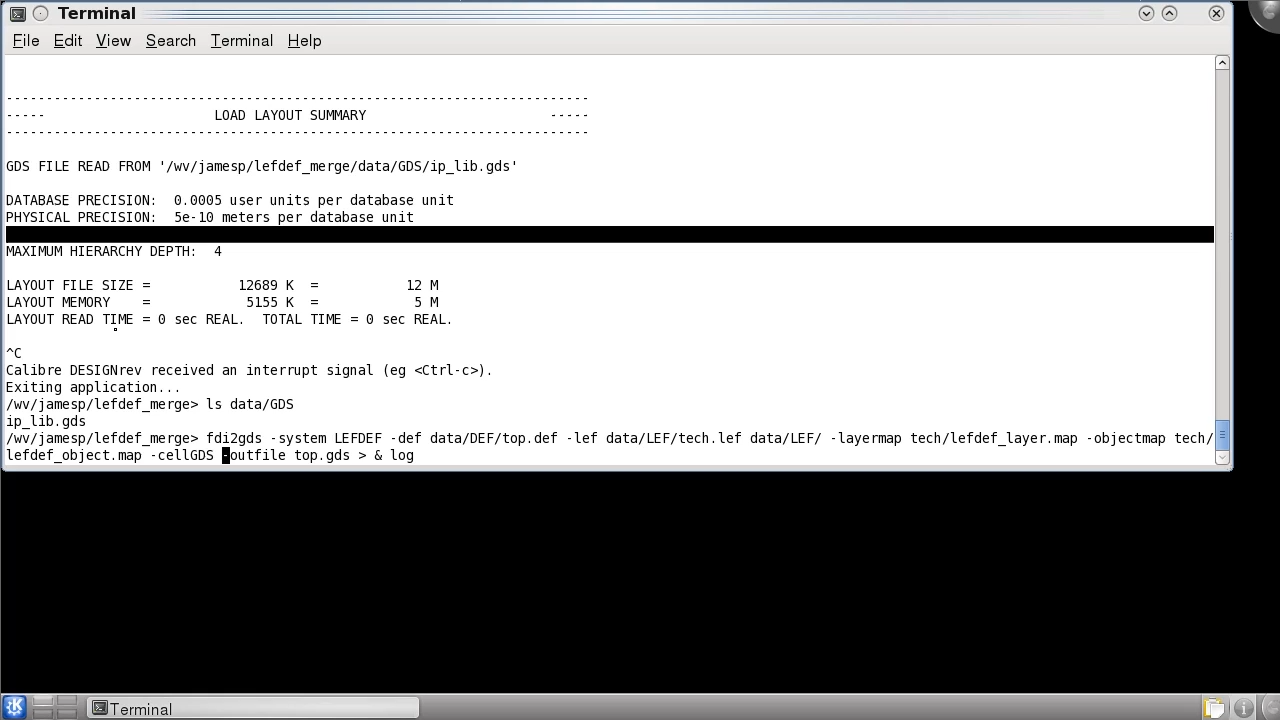 Terminal
File Edit View Search Terminal Help
-------------------------------------------------------------------------
----- LOAD LAYOUT SUMMARY -----
-------------------------------------------------------------------------
GDS FILE READ FROM '/wv/jamesp/lefdef_merge/data/GDS/ip_lib.gds'
DATABASE PRECISION: 0.0005 user units per database unit
PHYSICAL PRECISION: 5e-10 meters per database unit
MAXIMUM HIERARCHY DEPTH: 4
LAYOUT FILE SIZE = 12689 K = 12 M
LAYOUT MEMORY = 5155 K = 5 M
LAYOUT READ TIME = 0 sec REAL. TOTAL TIME = 0 sec REAL.
^C
Calibre DESIGNrev received an interrupt signal (eg <Ctrl-c>).
Exiting application...
/wv/jamesp/lefdef_merge> ls data/GDS
ip_lib.gds
/wv/jamesp/lefdef_merge> fdi2gds -system LEFDEF -def data/DEF/top.def -lef data/LEF/tech.lef data/LEF/ -layermap tech/lefdef_layer.map -objectmap tech/
lefdef_object.map -cellGDS -outfile top.gds > & log
Terminal